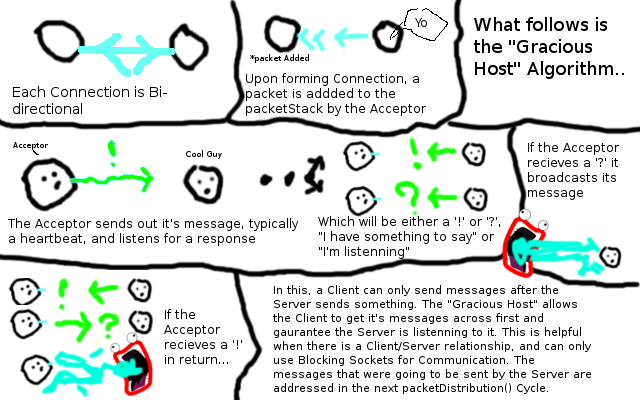 Each Connection is Bi-
directional
Yo
*packet Added
Upon forming Connection, a
packet is addded to the
packetStack by the Acceptor
What follows is
the "Gracious
Host" Algorithm..
Acceptor
!
Cool Guy
The Acceptor sends out it's message, typically
a heartbeat, and listens for a response
!
?
Which will be either a '!' or '?',
"I have something to say" or
"I'm listenning"
If the Acceptor
recieves a '?' it
broadcasts its
message
!
?
If the
Acceptor
recieves a '!'
in return...
In this, a Client can only send messages after the
Server sends something. The "Gracious Host" allows
the Client to get it's messages across first and
gaurantee the Server is listenning to it. This is helpful
when there is a Client/Server relationship, and can only
use Blocking Sockets for Communication. The
messages that were going to be sent by the Server are
addressed in the next packetDistribution() Cycle.